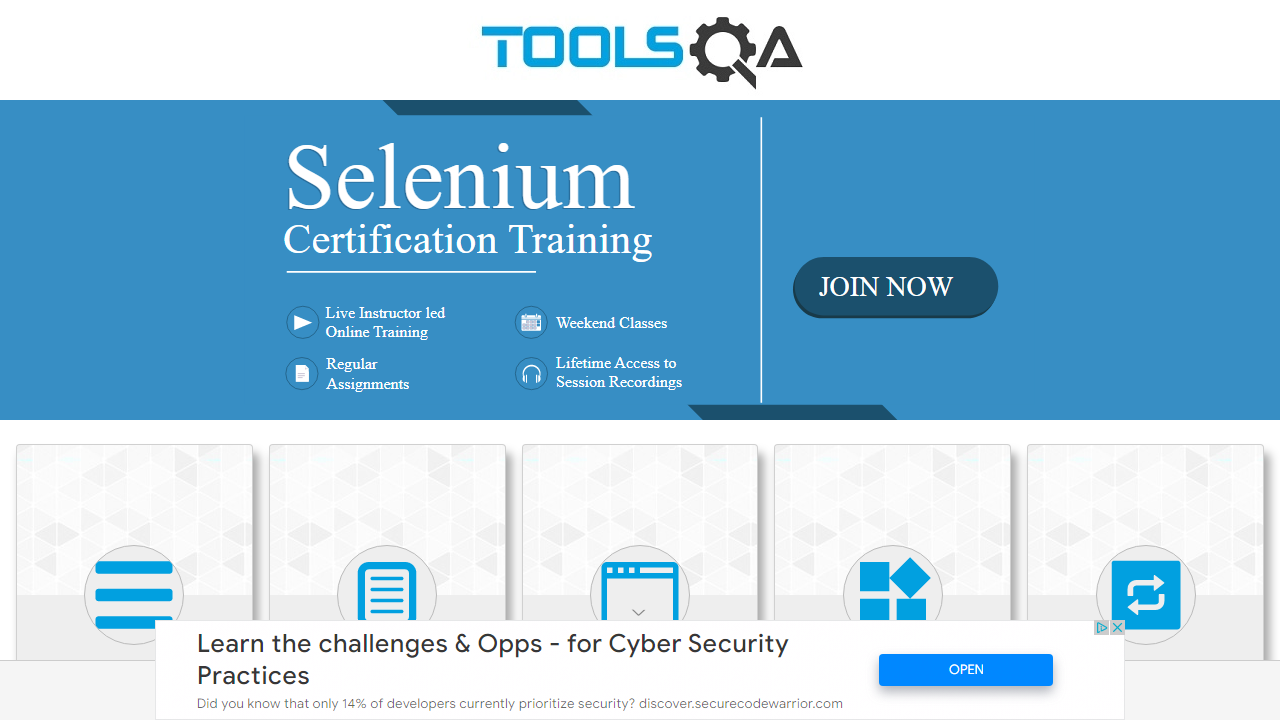 TOOLSQA
Selenium
Certification Training
JOIN NOW
Live Instructor led
Online Training
Weekend Classes
Regular
Assignments
Lifetime Access to
Session Recordings
Learn the challenges & Opps - for Cyber Security
Practices
Did you know that only 14% of developers currently prioritize security? discover.securecodewarrior.com
OPEN